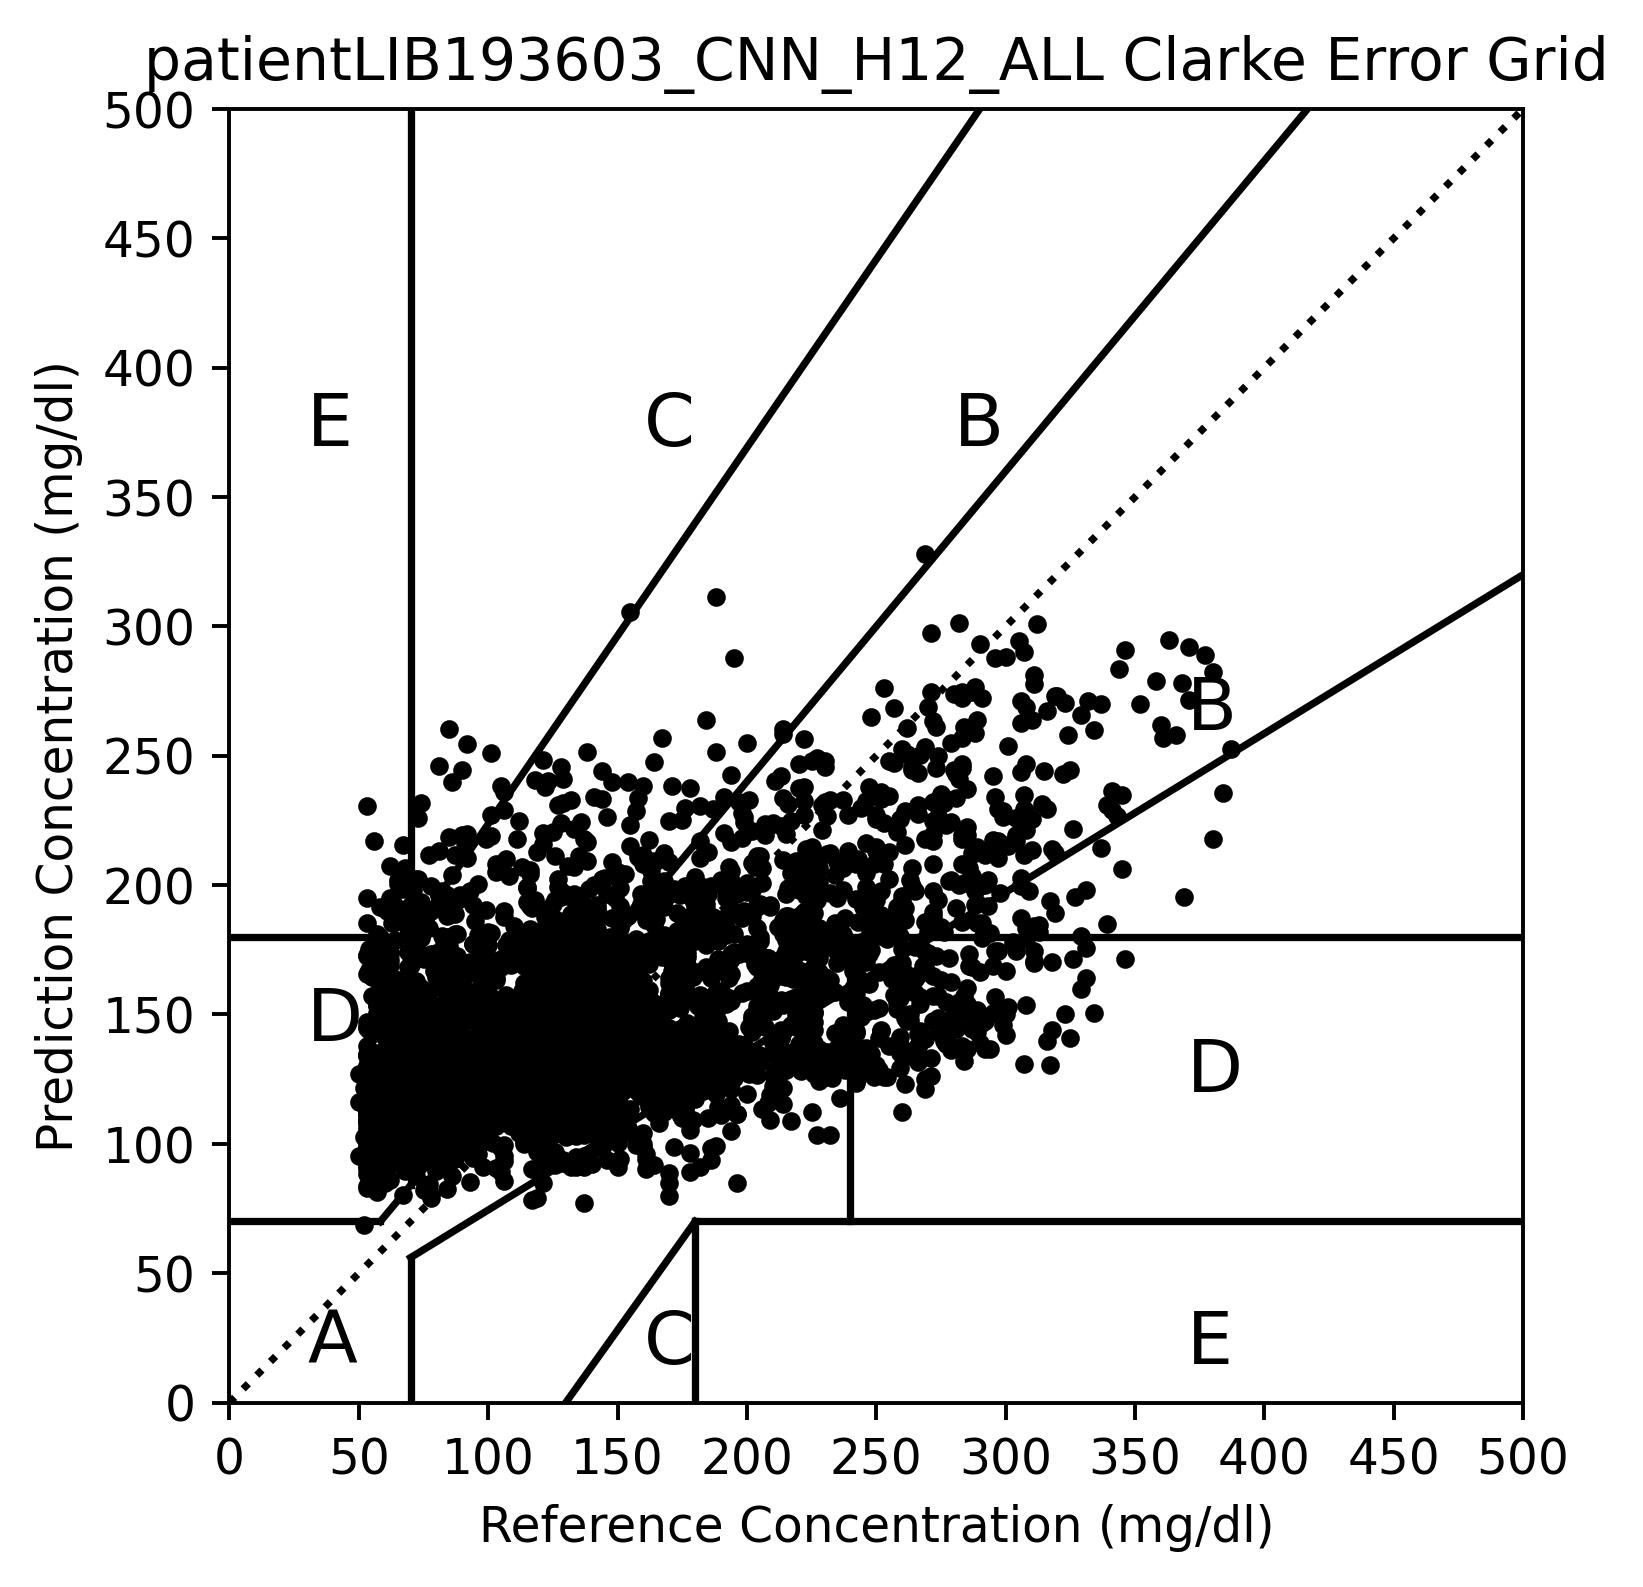 patientLIB193603_CNN_H12_ALL Clarke Error Grid
500
450
400
350
300
250
200
150
100
50
0
Prediction Concentration (mg/dl)
E
C
B
B
D
D
A
C
E
0 50 100 150 200 250 300 350 400 450 500
Reference Concentration (mg/dl)